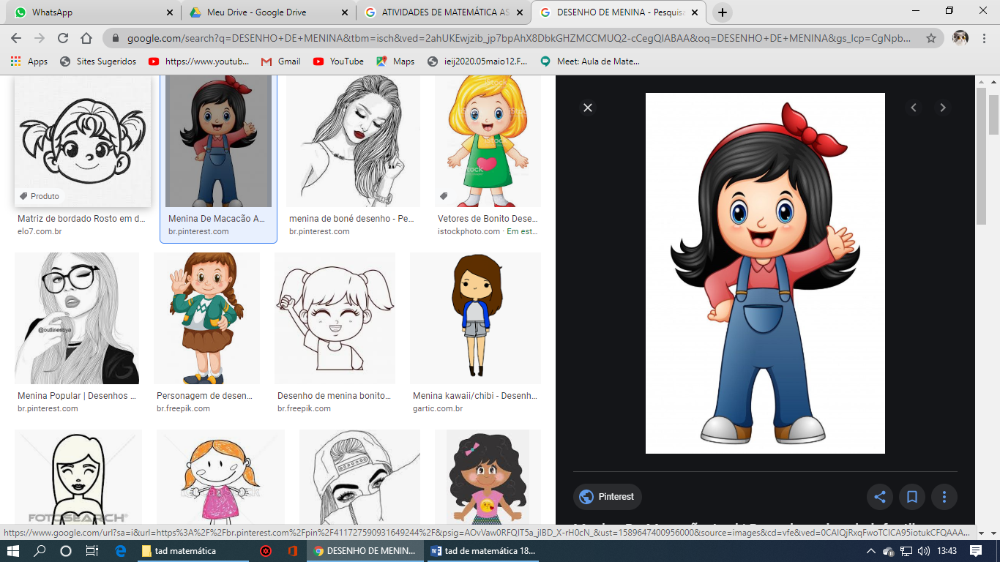 WhatsApp
Meu Drive - Google Drive
ATIVIDADES DE MATEMÁTICA AS
DESENHO DE MENINA - Pesquisa
google.com/search?q=DESENHO+DE+MENINA&tbm=isch&ved=2ahUKEwjzib_jp7bpAhX8DbkGHZMCCMUQ2-cCegQIABAA&oq=DESENHO+DE+MENINA&gs_lcp=CgNpb...
Apps
Sites Sugeridos
https://www.youtub...
Gmail
YouTube
Maps
ieij2020.05maio12.F...
Meet: Aula de Mate...
Produto
Matriz de bordado Rosto em d...
elo7.com.br
Menina De Macacão A...
br.pinterest.com
menina de boné desenho - Pe...
br.pinterest.com
Vetores de Bonito Dese...
istockphoto.com · Em est...
@outlinesbya
Menina Popular | Desenhos ...
br.pinterest.com
Personagem de desen...
br.freepik.com
Desenho de menina bonito...
br.freepik.com
Menina kawaii/chibi - Desenh...
gartic.com.br
FOTOSEARCH
Pinterest
https://www.google.com/url?sa=i&url=https%3A%2F%2Fbr.pinterest.com%2Fpin%2F411727590931649244%2F&psig=AOvVaw0RFQIT5a_jlBD_X-rH0cN_&ust=1589647400956000&source=images&cd=vfe&ved=0CAIQjRxqFwoTCICA95iotukCFQAAA...
tad matemática
DESENHO DE MENIN...
tad de matemática 18...
13:43